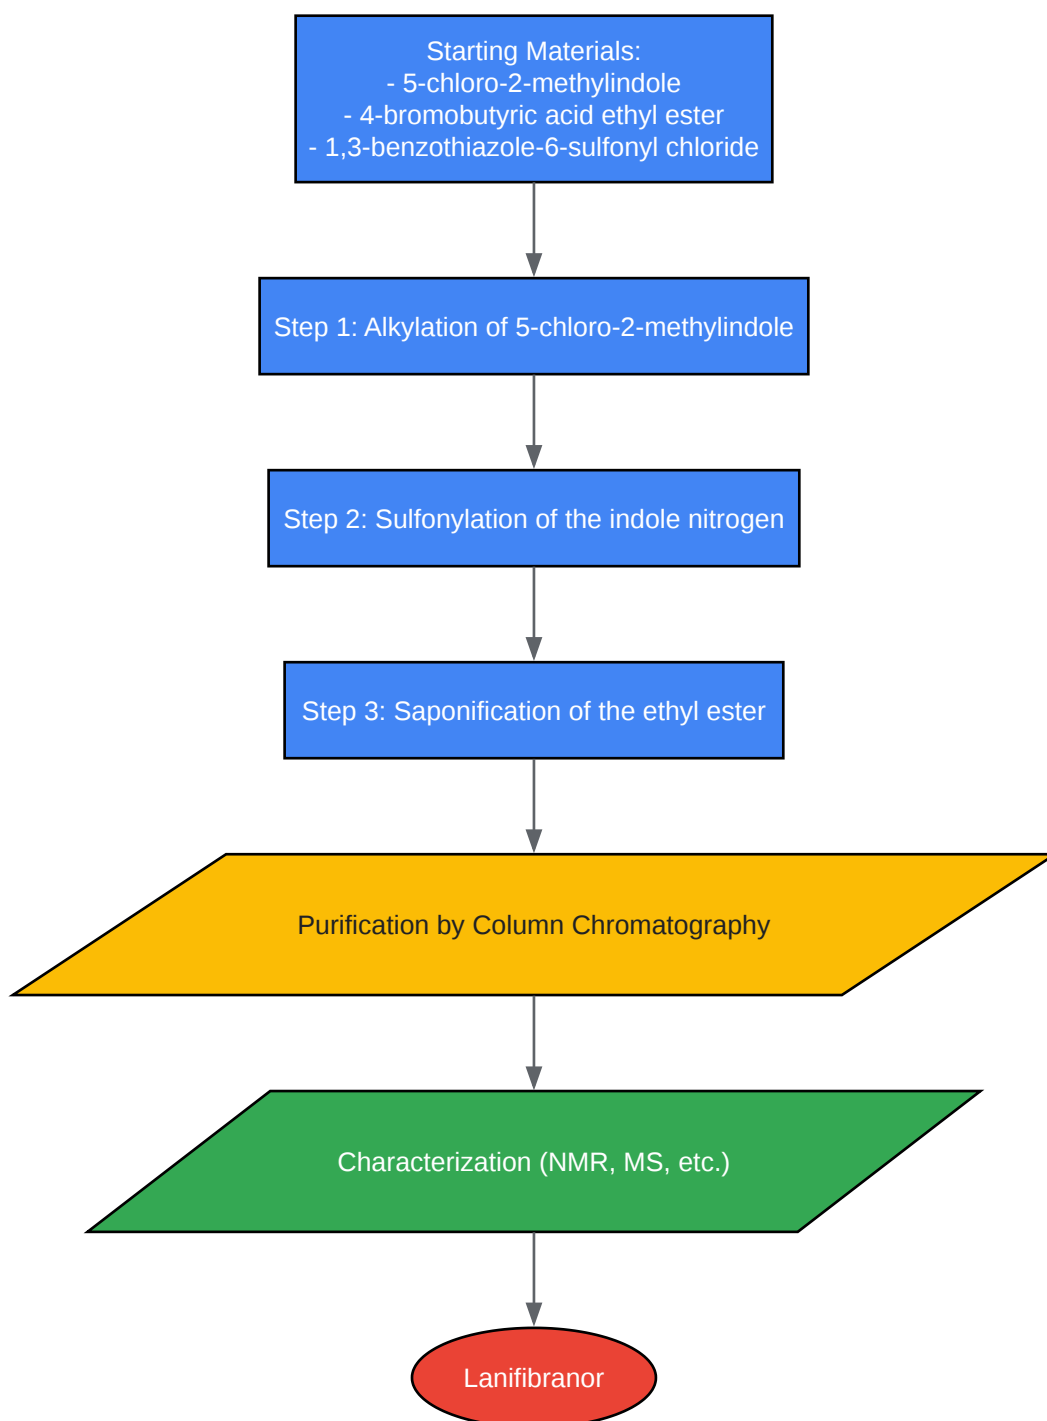 Starting Materials:
- 5-chloro-2-methylindole
- 4-bromobutyric acid ethyl ester
- 1,3-benzothiazole-6-sulfonyl chloride
Step 1: Alkylation of 5-chloro-2-methylindole
Step 2: Sulfonylation of the indole nitrogen
Step 3: Saponification of the ethyl ester
Purification by Column Chromatography
Characterization (NMR, MS, etc.)
Lanifibranor